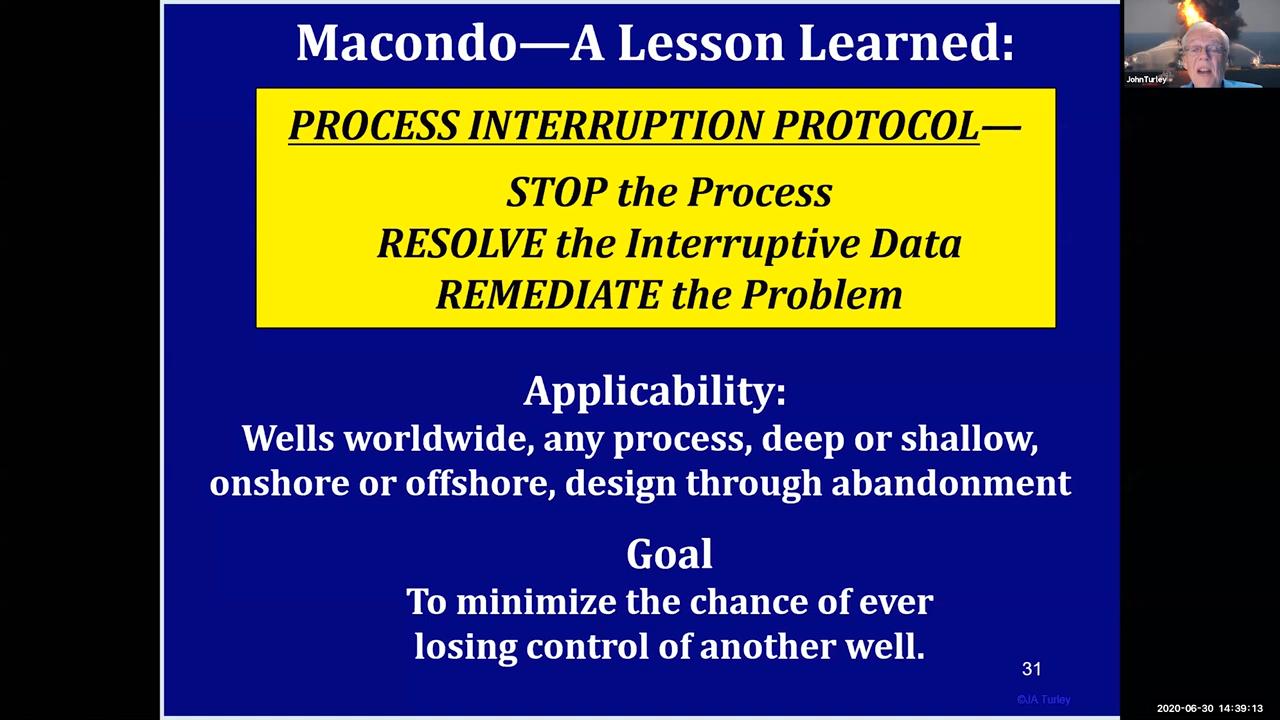 Macondo—A Lesson Learned:
PROCESS INTERRUPTION PROTOCOL—
STOP the Process
RESOLVE the Interruptive Data
REMEDIATE the Problem
Applicability:
Wells worldwide, any process, deep or shallow,
onshore or offshore, design through abandonment
Goal
To minimize the chance of ever
losing control of another well.
31
©JA Turley
JohnTurley
2020-06-30 14:39:13